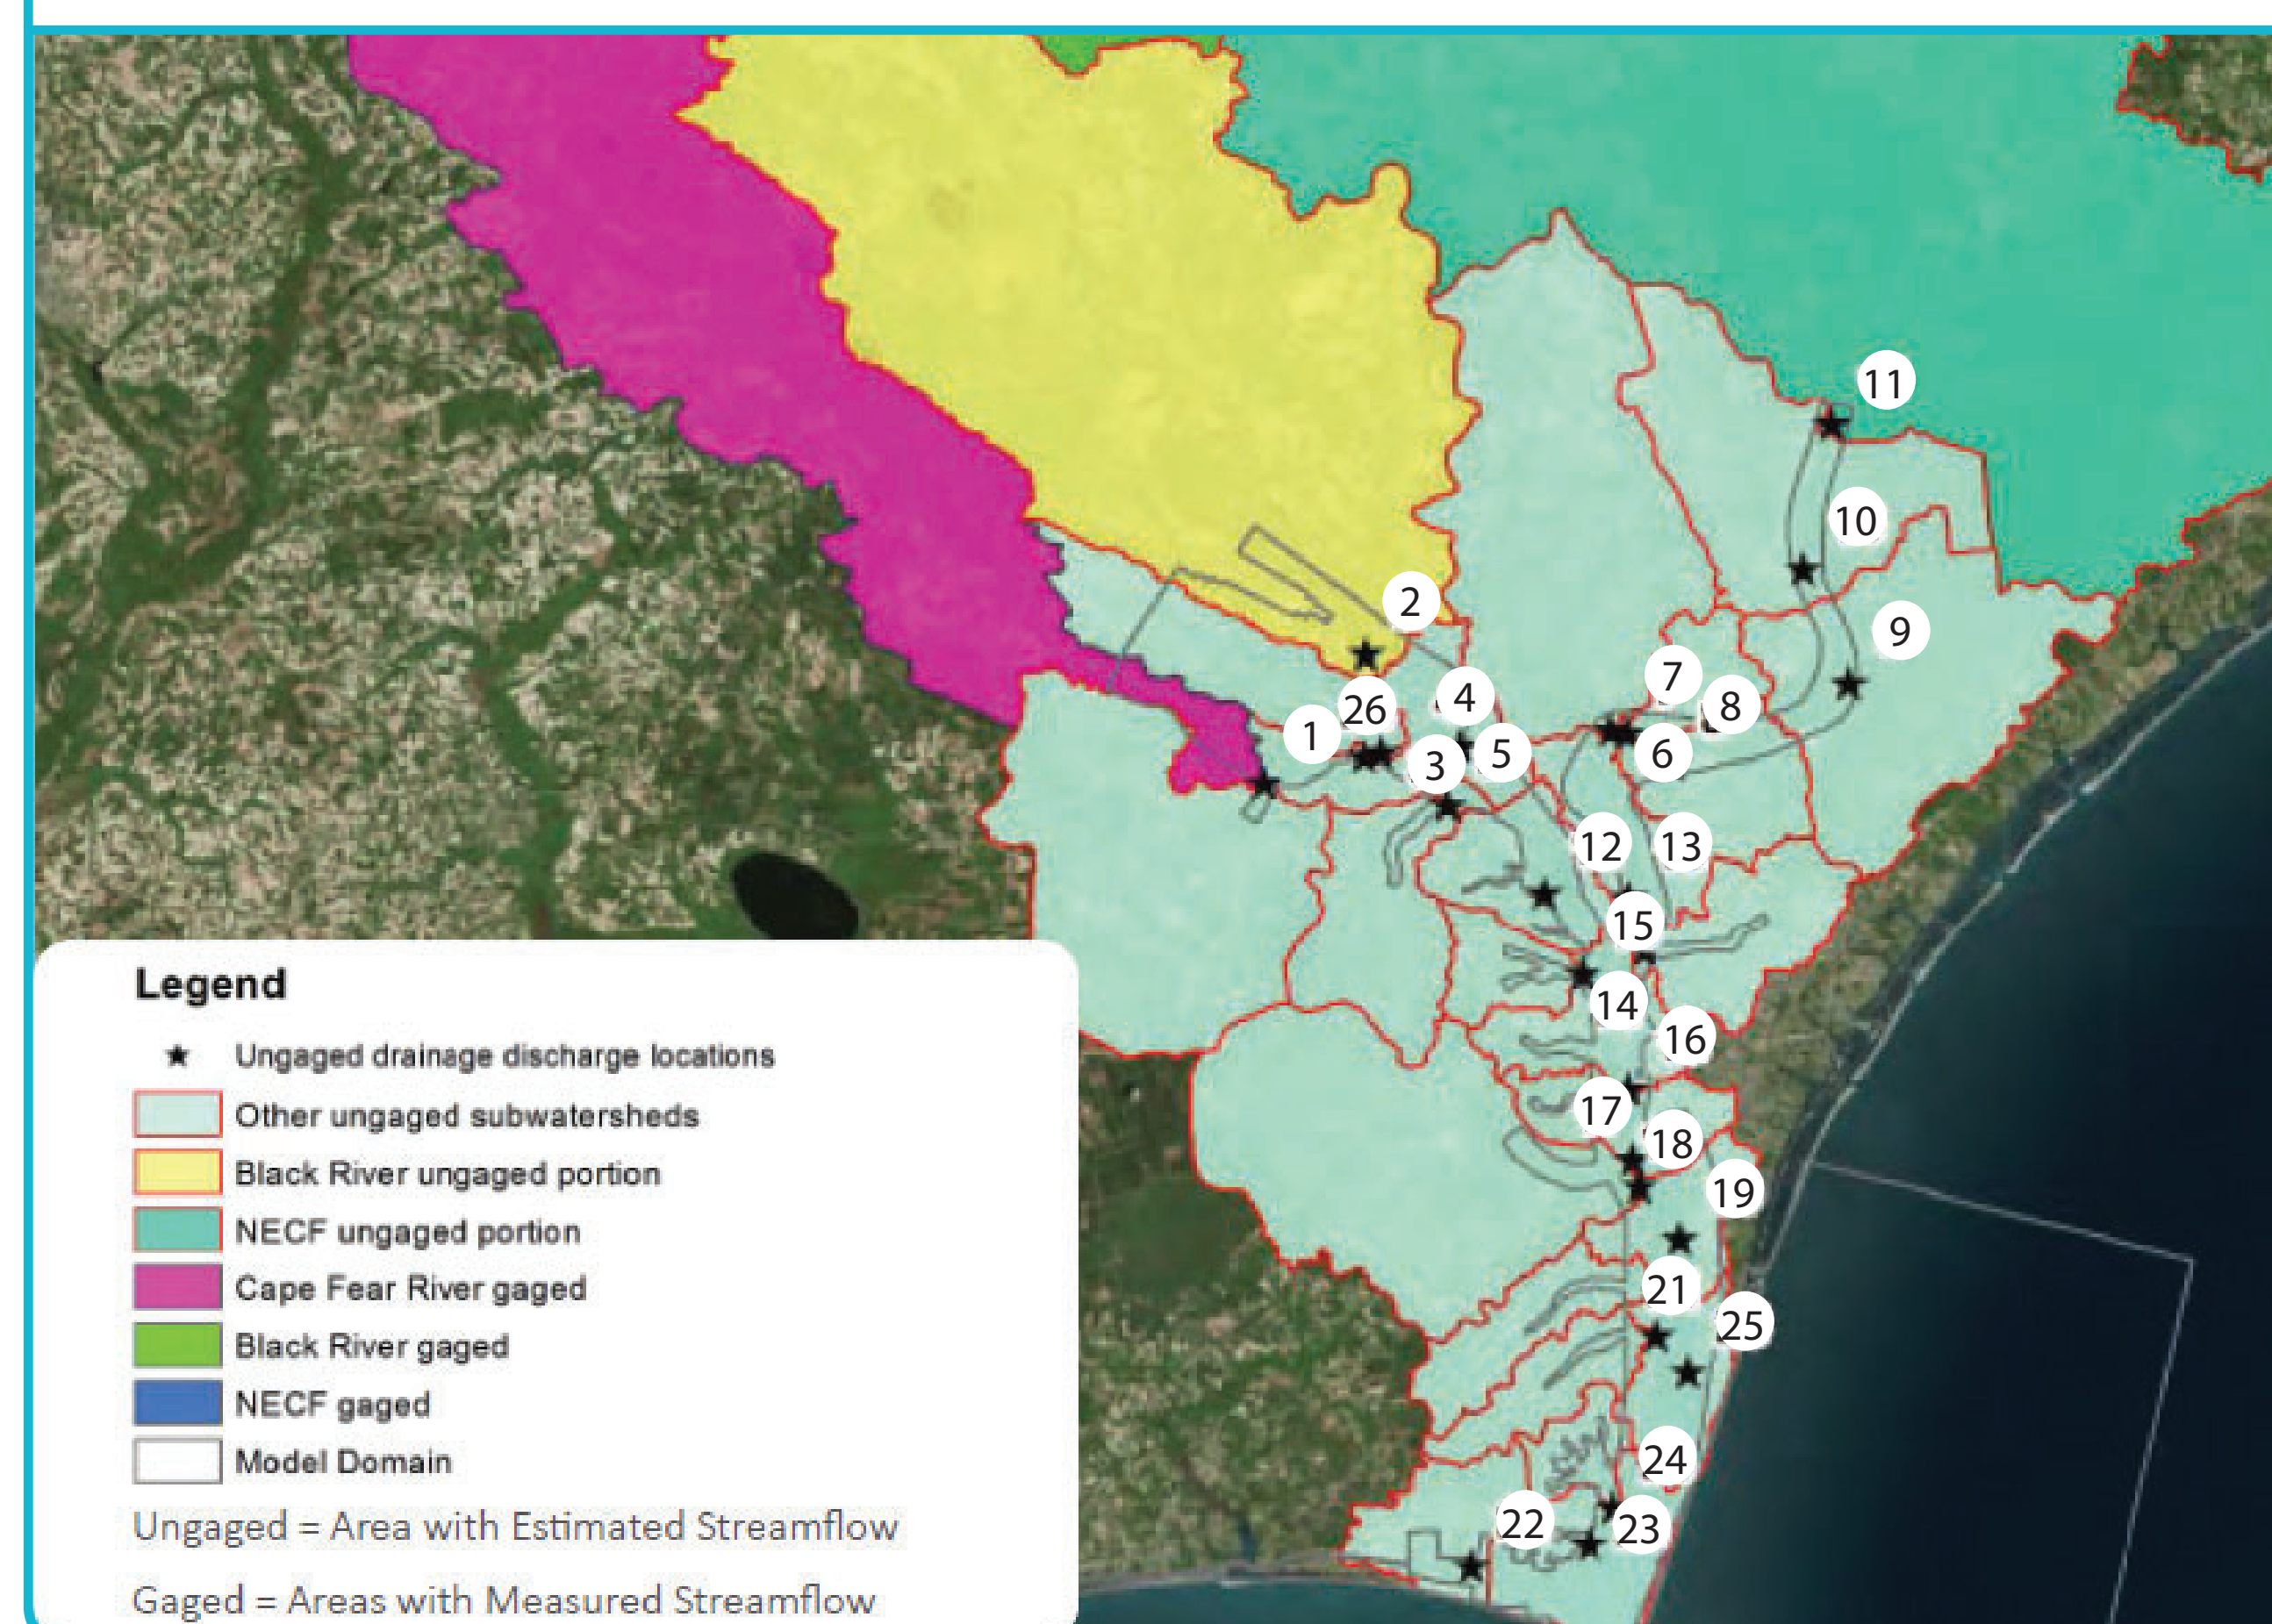 11
10
2
9
7
4
8
26
1
5
6
3
12
13
15
14
16
17
18
19
21
25
24
22
23
Legend
Ungaged drainage discharge locations
Other ungaged subwatersheds
Black River ungaged portion
NECF ungaged portion
Cape Fear River gaged
Black River gaged
NECF gaged
Model Domain
Ungaged = Area with Estimated Streamflow
Gaged = Areas with Measured Streamflow